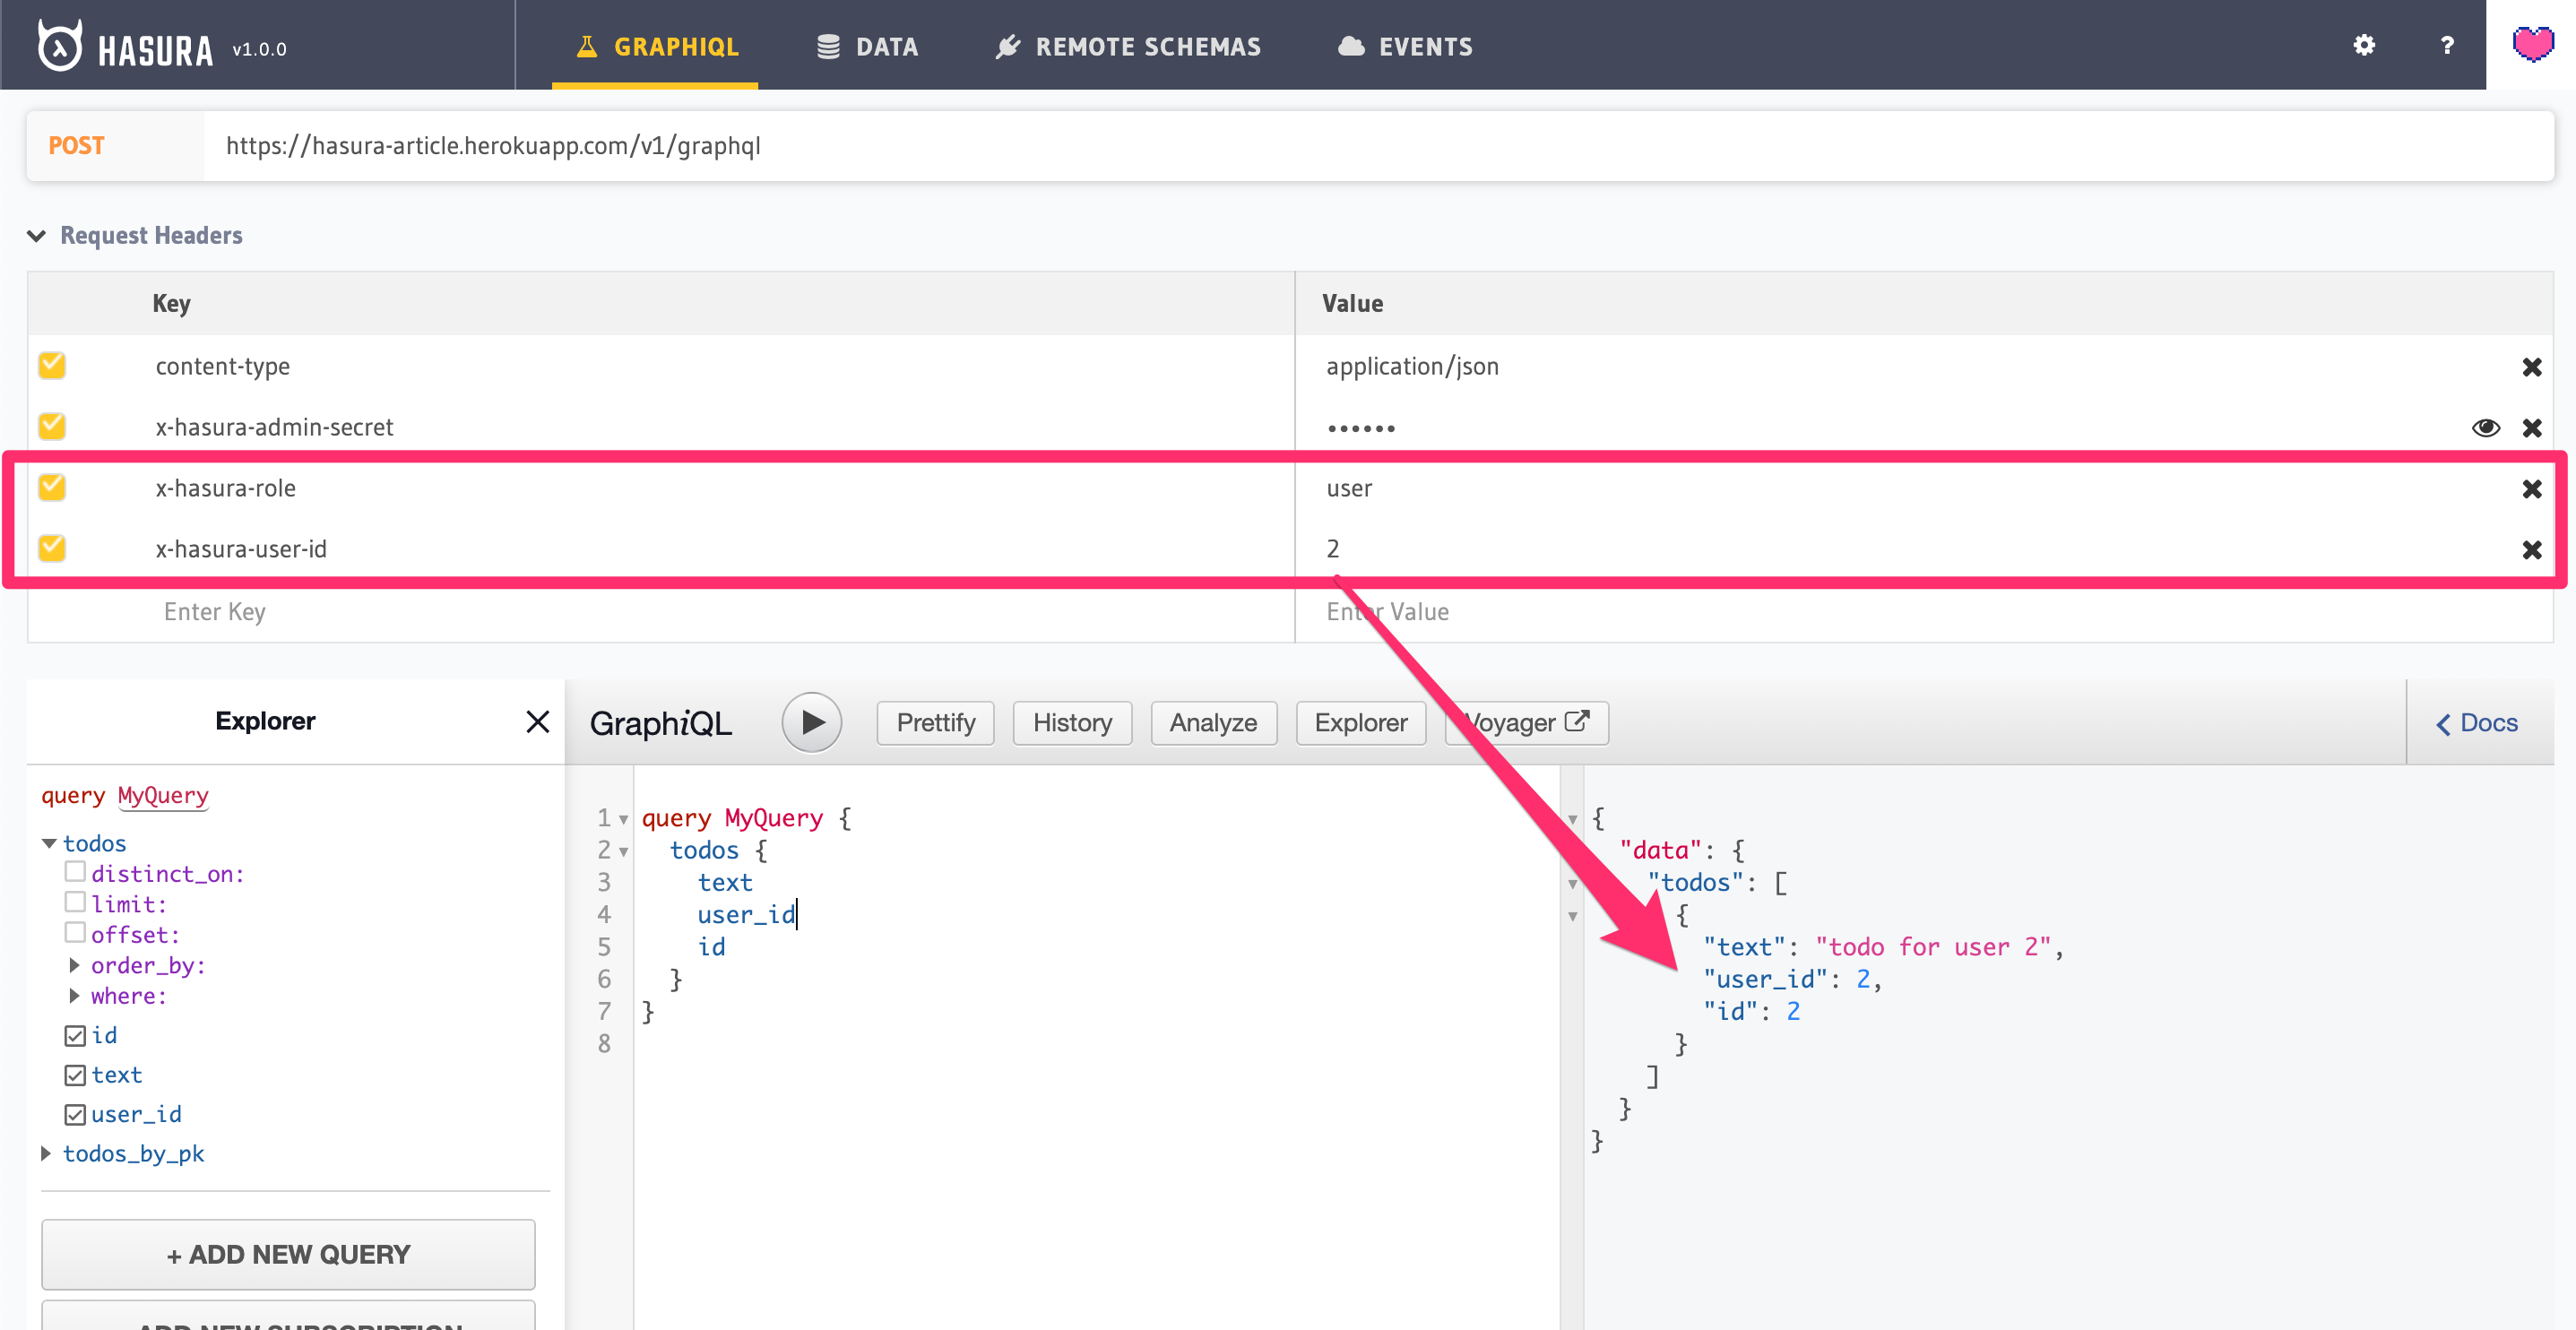 HASURA v1.0.0 GRAPHIQL DATA REMOTE SCHEMAS EVENTS ?
POST https://hasura-article.herokuapp.com/v1/graphql
Request Headers
Key Value
content-type application/json
x-hasura-admin-secret ••••••
x-hasura-role user
x-hasura-user-id 2
Enter Key Enter Value
Explorer
GraphiQL Prettify History Analyze Explorer Voyager Docs
query MyQuery
todos
distinct_on:
limit:
offset:
order_by:
where:
id
text
user_id
todos_by_pk
+ ADD NEW QUERY
ADD NEW SUBSCRIPTION
1 query MyQuery {
2 todos {
3 text
4 user_id
5 id
6 }
7 }
8
{
"data": {
"todos": [
{
"text": "todo for user 2",
"user_id": 2,
"id": 2
}
]
}
}